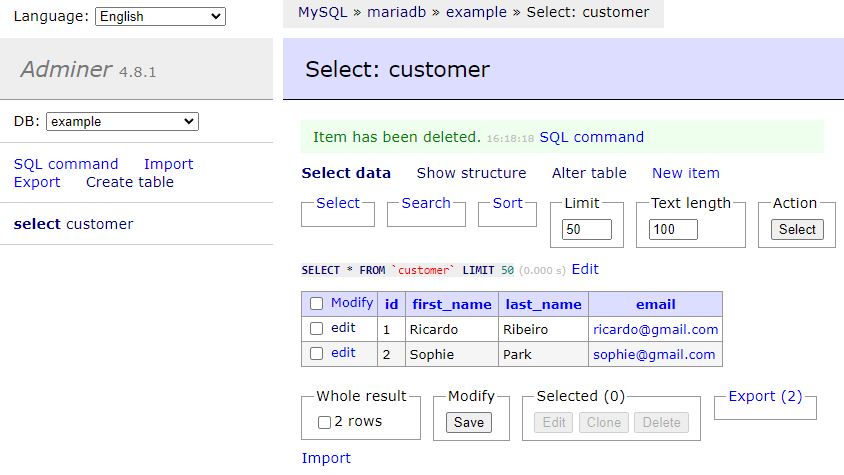 Language: English
MySQL » mariadb » example » Select: customer
Adminer 4.8.1
Select: customer
DB: example
Item has been deleted. 16:18:18 SQL command
SQL command Import
Export Create table
select customer
Select data Show structure Alter table New item
Select Search Sort Limit Text length Action
50 100 Select
SELECT * FROM `customer` LIMIT 50 (0.000 s) Edit
Modify id first_name last_name email
edit 1 Ricardo Ribeiro ricardo@gmail.com
edit 2 Sophie Park sophie@gmail.com
Whole result Modify Selected (0) Export (2)
2 rows Save Edit Clone Delete
Import